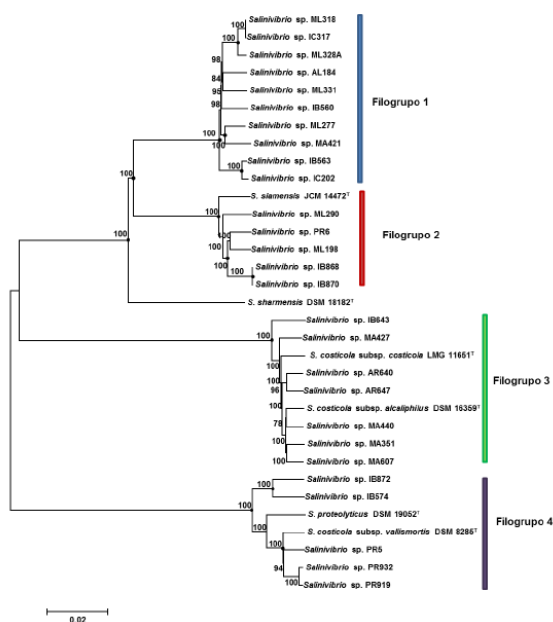 Salinivibrio sp. ML318
Salinivibrio sp. IC317
Salinivibrio sp. ML328A
Salinivibrio sp. AL184
Salinivibrio sp. ML331
Salinivibrio sp. IB560
Salinivibrio sp. ML277
Salinivibrio sp. MA421
Salinivibrio sp. IB563
Salinivibrio sp. IC202
Filogrupo 1
S. siamensis JCM 14472ᵀ
Salinivibrio sp. ML290
Salinivibrio sp. PR6
Salinivibrio sp. ML198
Salinivibrio sp. IB868
Salinivibrio sp. IB870
Filogrupo 2
S. sharmensis DSM 18182ᵀ
Salinivibrio sp. IB643
Salinivibrio sp. MA427
S. costicola subsp. costicola LMG 11651ᵀ
Salinivibrio sp. AR640
Salinivibrio sp. AR647
S. costicola subsp. alcaliphilus DSM 16359ᵀ
Salinivibrio sp. MA440
Salinivibrio sp. MA351
Salinivibrio sp. MA607
Filogrupo 3
Salinivibrio sp. IB872
Salinivibrio sp. IB574
S. proteolyticus DSM 19052ᵀ
S. costicola subsp. vallismortis DSM 8285ᵀ
Salinivibrio sp. PR5
Salinivibrio sp. PR932
Salinivibrio sp. PR919
Filogrupo 4
100
100
98
84
95
98
100
100
100
100
100
100
100
100
100
100
100
96
100
78
100
100
100
100
100
94
100
0.02